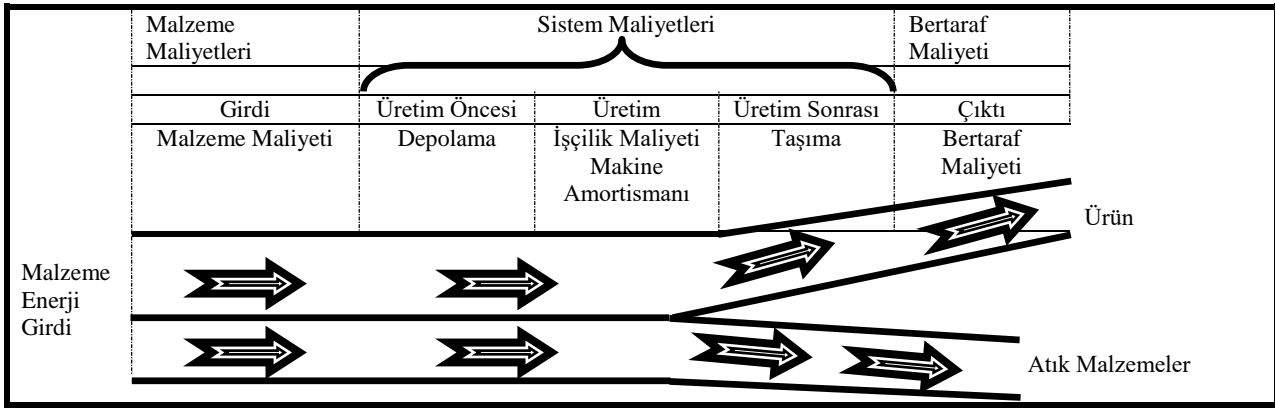 Malzeme
Maliyetleri
Sistem Maliyetleri
Bertaraf
Maliyeti
Girdi
Üretim Öncesi
Üretim
Üretim Sonrası
Çıktı
Malzeme Maliyeti
Depolama
İşçilik Maliyeti
Makine
Amortismanı
Taşıma
Bertaraf
Maliyeti
Ürün
Malzeme
Enerji
Girdi
Atık Malzemeler